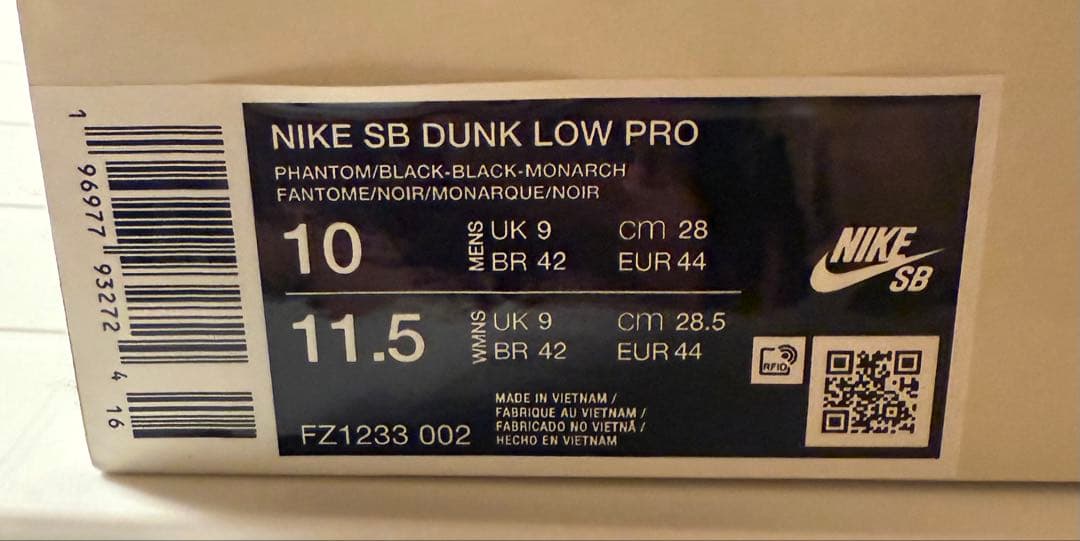 1 96977 93272 4 16
NIKE SB DUNK LOW PRO
PHANTOM/BLACK-BLACK-MONARCH
FANTOME/NOIR/MONARQUE/NOIR
10 MENS UK 9 cm 28
BR 42 EUR 44
11.5 WMNS UK 9 cm 28.5
BR 42 EUR 44
FZ1233 002
MADE IN VIETNAM /
FABRIQUE AU VIETNAM /
FABRICADO NO VIETNÃ /
HECHO EN VIETNAM
NIKE
SB
RFID